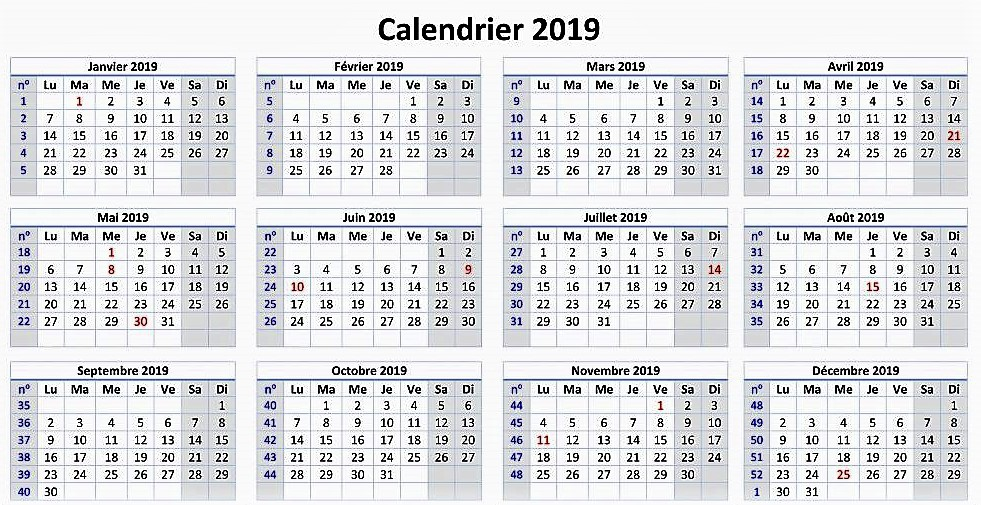 Calendrier 2019
Janvier 2019
n° Lu Ma Me Je Ve Sa Di
1 1 2 3 4 5 6
2 7 8 9 10 11 12 13
3 14 15 16 17 18 19 20
4 21 22 23 24 25 26 27
5 28 29 30 31
Février 2019
n° Lu Ma Me Je Ve Sa Di
5 1 2 3
6 4 5 6 7 8 9 10
7 11 12 13 14 15 16 17
8 18 19 20 21 22 23 24
9 25 26 27 28
Mars 2019
n° Lu Ma Me Je Ve Sa Di
9 1 2 3
10 4 5 6 7 8 9 10
11 11 12 13 14 15 16 17
12 18 19 20 21 22 23 24
13 25 26 27 28 29 30 31
Avril 2019
n° Lu Ma Me Je Ve Sa Di
14 1 2 3 4 5 6 7
15 8 9 10 11 12 13 14
16 15 16 17 18 19 20 21
17 22 23 24 25 26 27 28
18 29 30
Mai 2019
n° Lu Ma Me Je Ve Sa Di
18 1 2 3 4 5
19 6 7 8 9 10 11 12
20 13 14 15 16 17 18 19
21 20 21 22 23 24 25 26
22 27 28 29 30 31
Juin 2019
n° Lu Ma Me Je Ve Sa Di
22 1 2
23 3 4 5 6 7 8 9
24 10 11 12 13 14 15 16
25 17 18 19 20 21 22 23
26 24 25 26 27 28 29 30
Juillet 2019
n° Lu Ma Me Je Ve Sa Di
27 1 2 3 4 5 6 7
28 8 9 10 11 12 13 14
29 15 16 17 18 19 20 21
30 22 23 24 25 26 27 28
31 29 30 31
Août 2019
n° Lu Ma Me Je Ve Sa Di
31 1 2 3 4
32 5 6 7 8 9 10 11
33 12 13 14 15 16 17 18
34 19 20 21 22 23 24 25
35 26 27 28 29 30 31
Septembre 2019
n° Lu Ma Me Je Ve Sa Di
35 1
36 2 3 4 5 6 7 8
37 9 10 11 12 13 14 15
38 16 17 18 19 20 21 22
39 23 24 25 26 27 28 29
40 30
Octobre 2019
n° Lu Ma Me Je Ve Sa Di
40 1 2 3 4 5 6
41 7 8 9 10 11 12 13
42 14 15 16 17 18 19 20
43 21 22 23 24 25 26 27
44 28 29 30 31
Novembre 2019
n° Lu Ma Me Je Ve Sa Di
44 1 2 3
45 4 5 6 7 8 9 10
46 11 12 13 14 15 16 17
47 18 19 20 21 22 23 24
48 25 26 27 28 29 30
Décembre 2019
n° Lu Ma Me Je Ve Sa Di
48 1
49 2 3 4 5 6 7 8
50 9 10 11 12 13 14 15
51 16 17 18 19 20 21 22
52 23 24 25 26 27 28 29
1 30 31